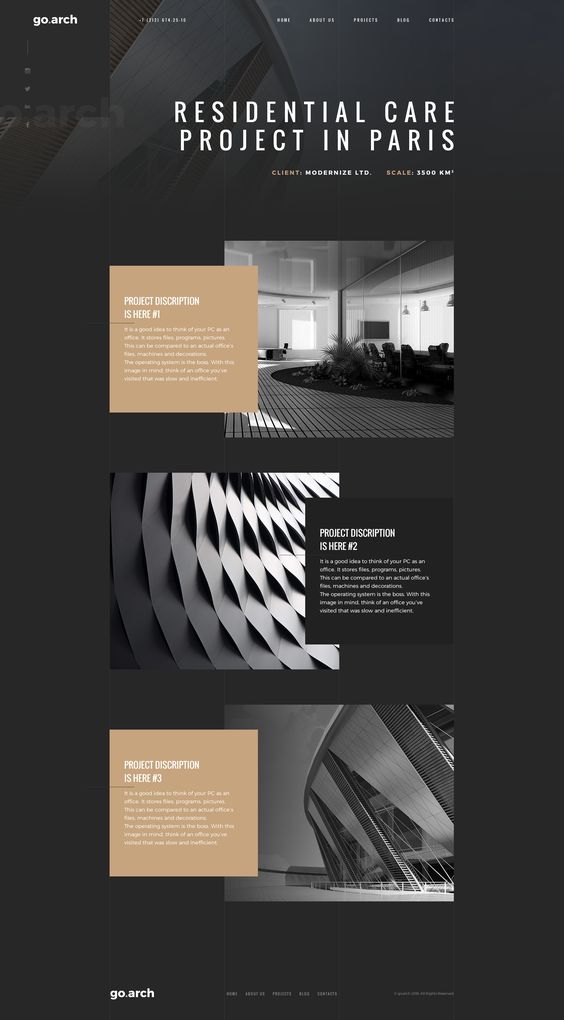 go.arch
+7 (212) 674-25-10
HOME ABOUT US PROJECTS BLOG CONTACTS
o.arch
RESIDENTIAL CARE
PROJECT IN PARIS
CLIENT: MODERNIZE LTD. SCALE: 3500 KM²
PROJECT DISCRIPTION
IS HERE #1
It is a good idea to think of your PC as an
office. It stores files, programs, pictures.
This can be compared to an actual office's
files, machines and decorations.
The operating system is the boss. With this
image in mind, think of an office you've
visited that was slow and inefficient.
PROJECT DISCRIPTION
IS HERE #2
It is a good idea to think of your PC as an
office. It stores files, programs, pictures.
This can be compared to an actual office's
files, machines and decorations.
The operating system is the boss. With this
image in mind, think of an office you've
visited that was slow and inefficient.
PROJECT DISCRIPTION
IS HERE #3
It is a good idea to think of your PC as an
office. It stores files, programs, pictures.
This can be compared to an actual office's
files, machines and decorations.
The operating system is the boss. With this
image in mind, think of an office you've
visited that was slow and inefficient.
go.arch
HOME ABOUT US PROJECTS BLOG CONTACTS
All Rights Reserved